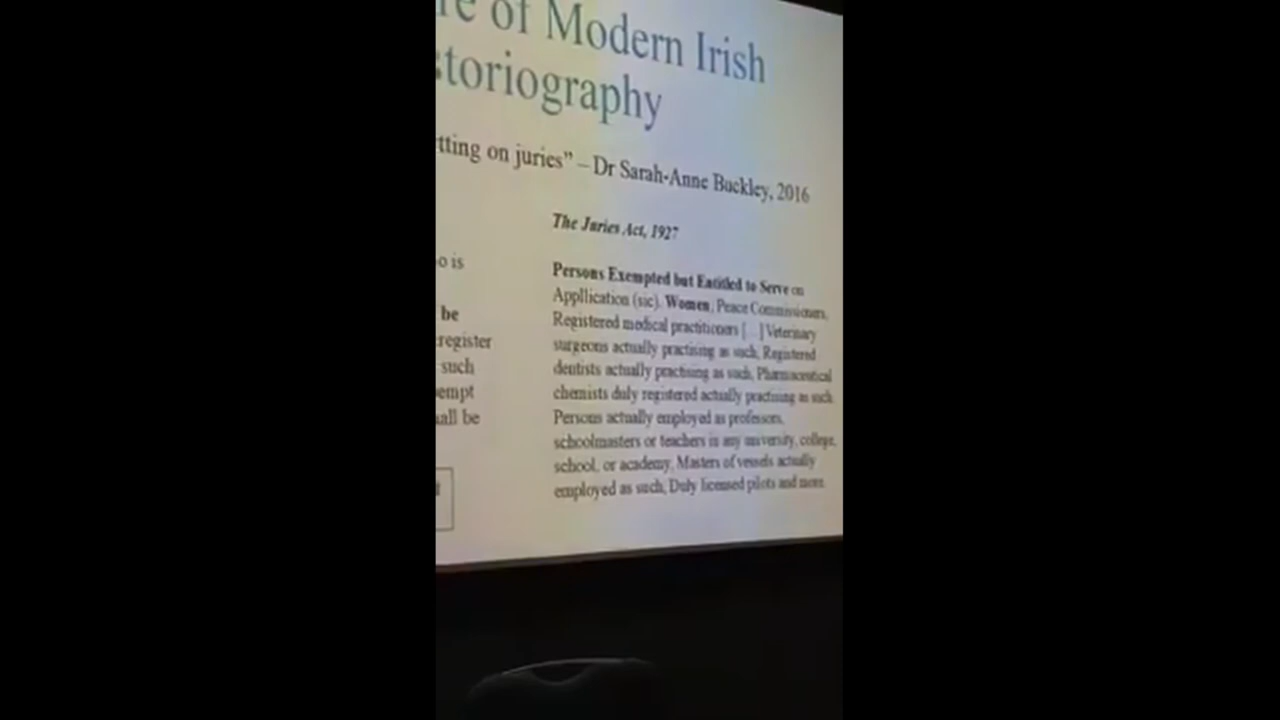 re of Modern Irish
storiography
tting on juries” – Dr Sarah-Anne Buckley, 2016
The Juries Act, 1927
o is
be
register
such
empt
all be
Persons Exempted but Entitled to Serve on
Appllication (sic). Women, Peace Commissioners,
Registered medical practitioners [...] Veterinary
surgeons actually practising as such, Registered
dentists actually practising as such, Pharmaceutical
chemists duly registered actually practising as such
Persons actually employed as professors,
schoolmasters or teachers in any university, college,
school, or academy, Masters of vessels actually
employed as such, Duly licensed pilots and more.